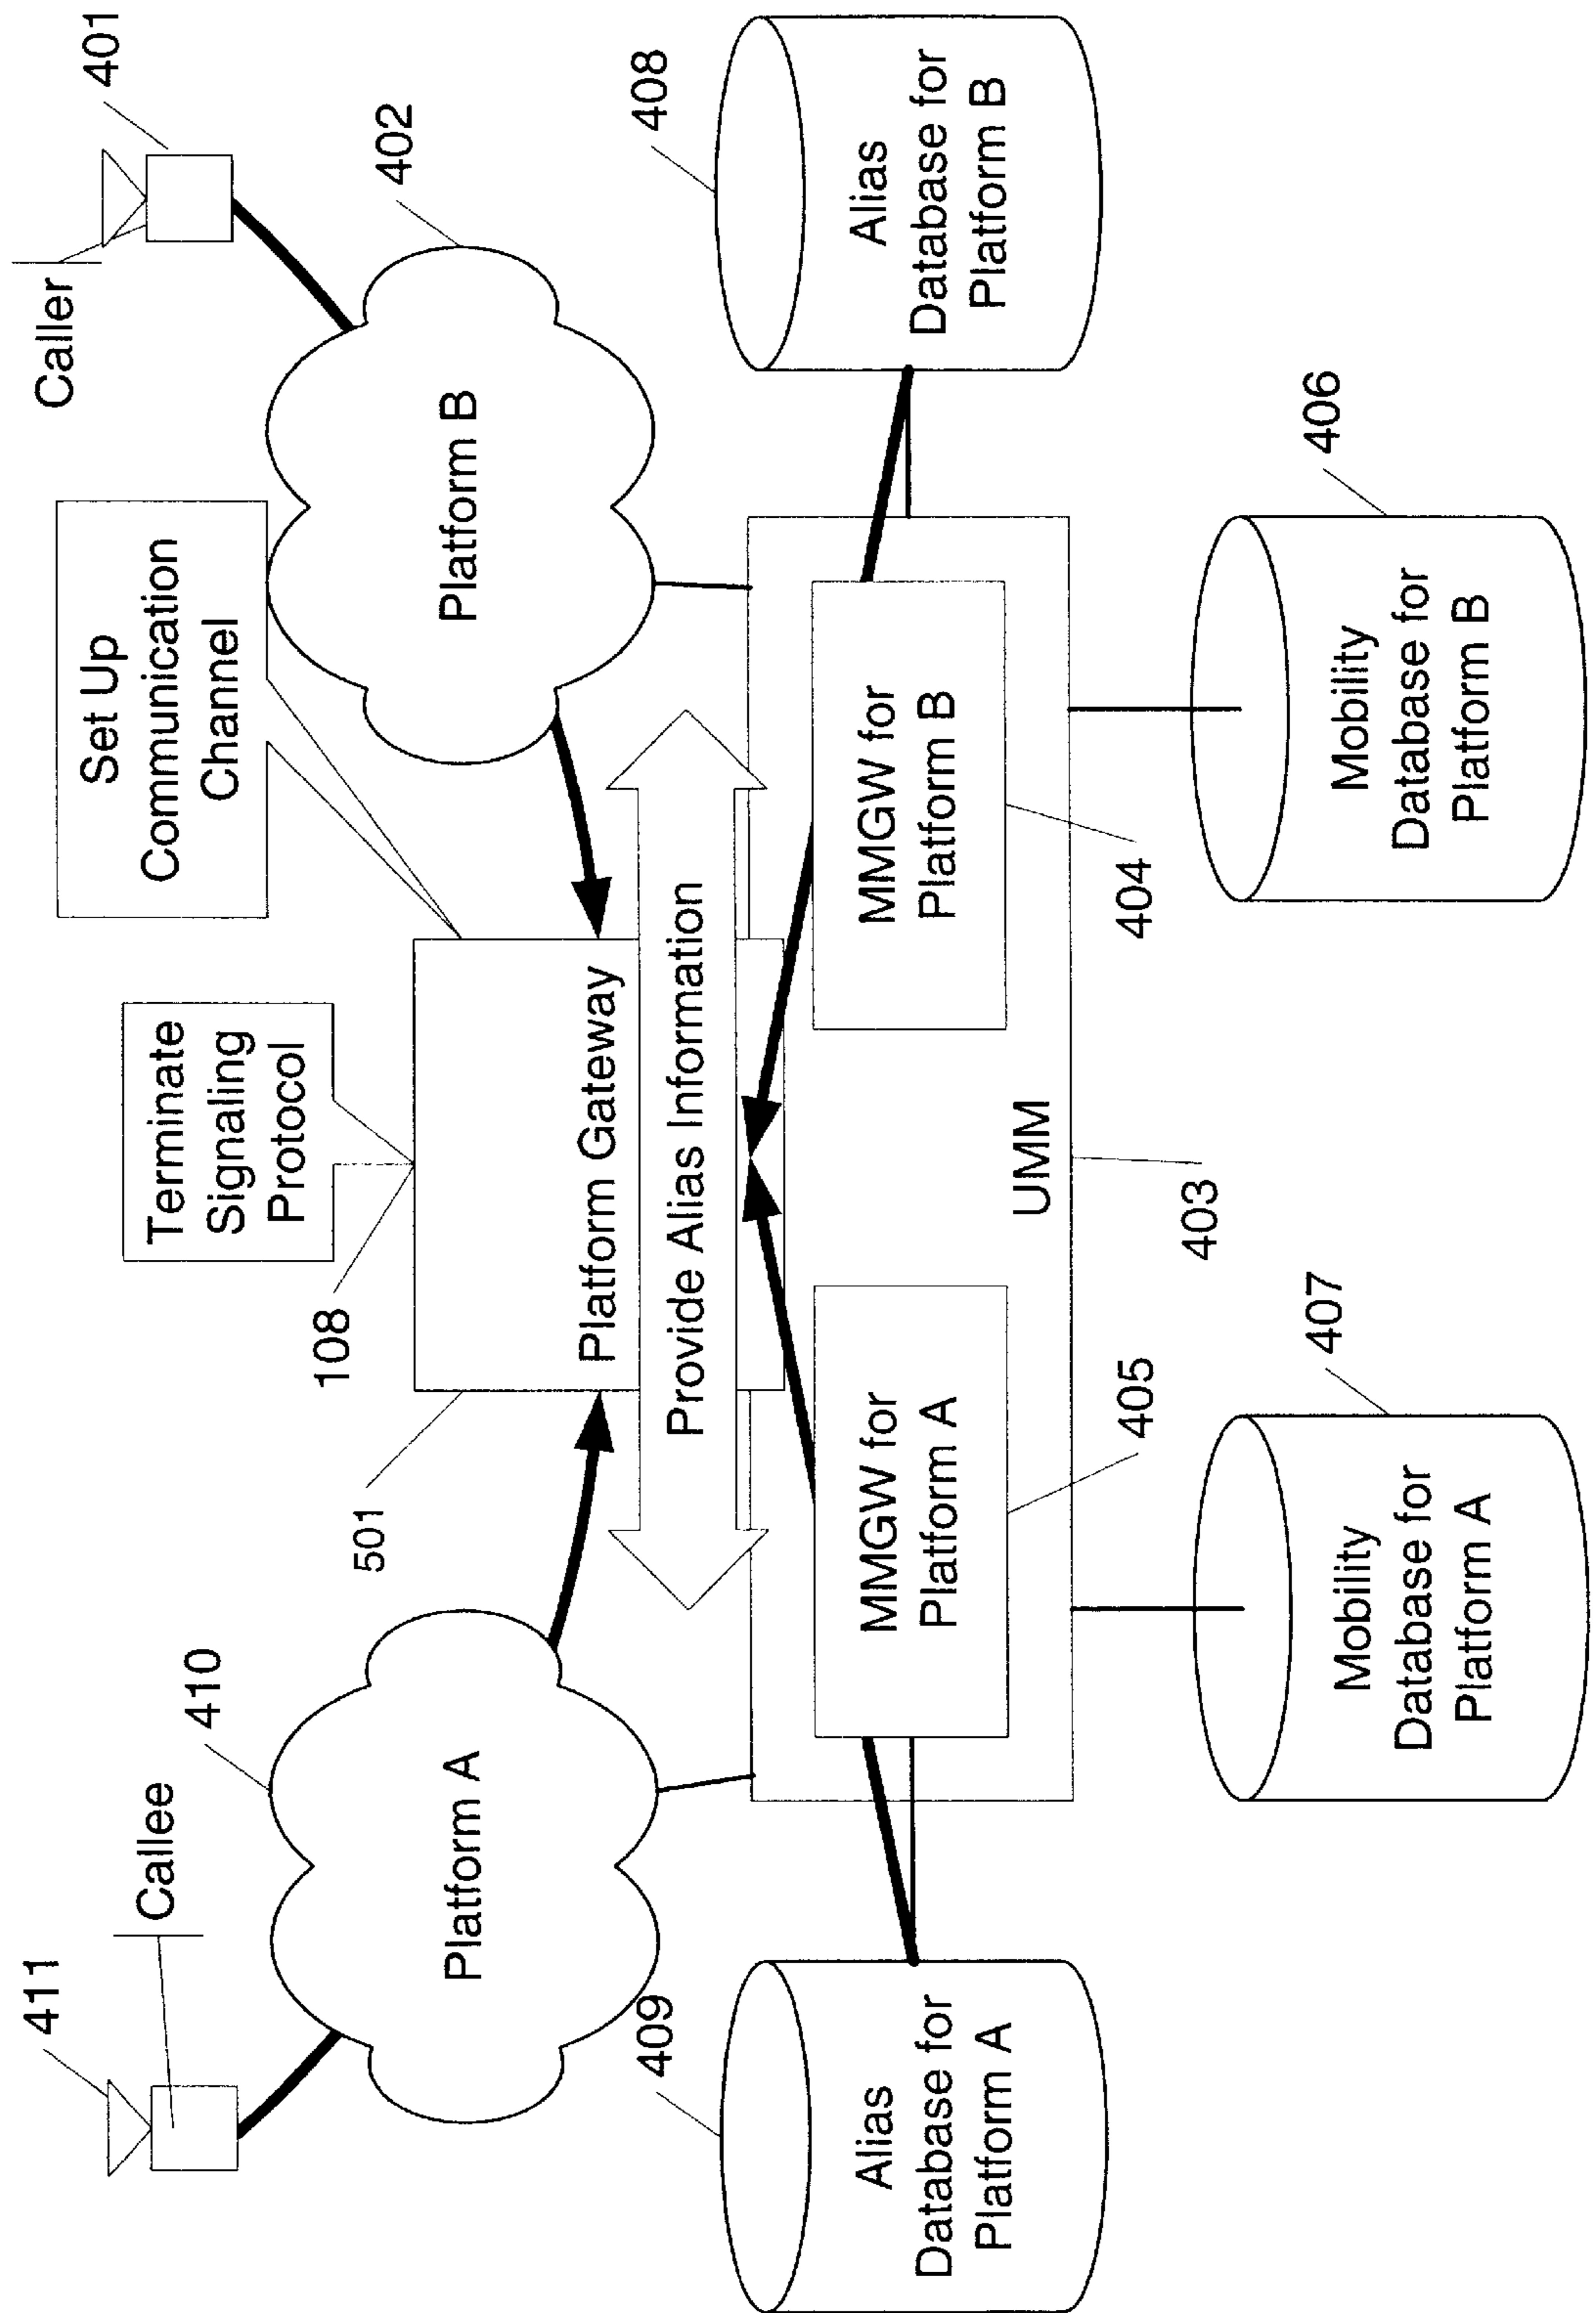 411
Callee
410
Platform A
Terminate
Signaling
Protocol
108
501
Set Up
Communication
Channel
Caller
401
402
Platform B
Platform Gateway
Provide Alias Information
409
Alias
Database for
Platform A
MMGW for
Platform A
405
UMM
403
MMGW for
Platform B
404
408
Alias
Database for
Platform B
407
Mobility
Database for
Platform A
406
Mobility
Database for
Platform B